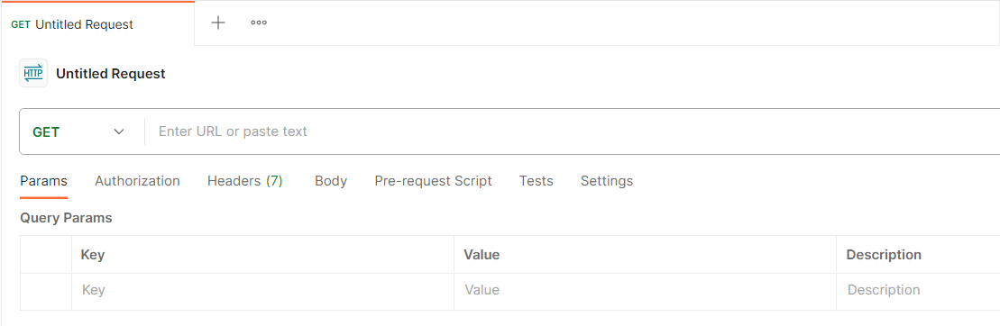 GET Untitled Request
HTTP Untitled Request
GET Enter URL or paste text
Params Authorization Headers (7) Body Pre-request Script Tests Settings
Query Params
Key Value Description
Key Value Description